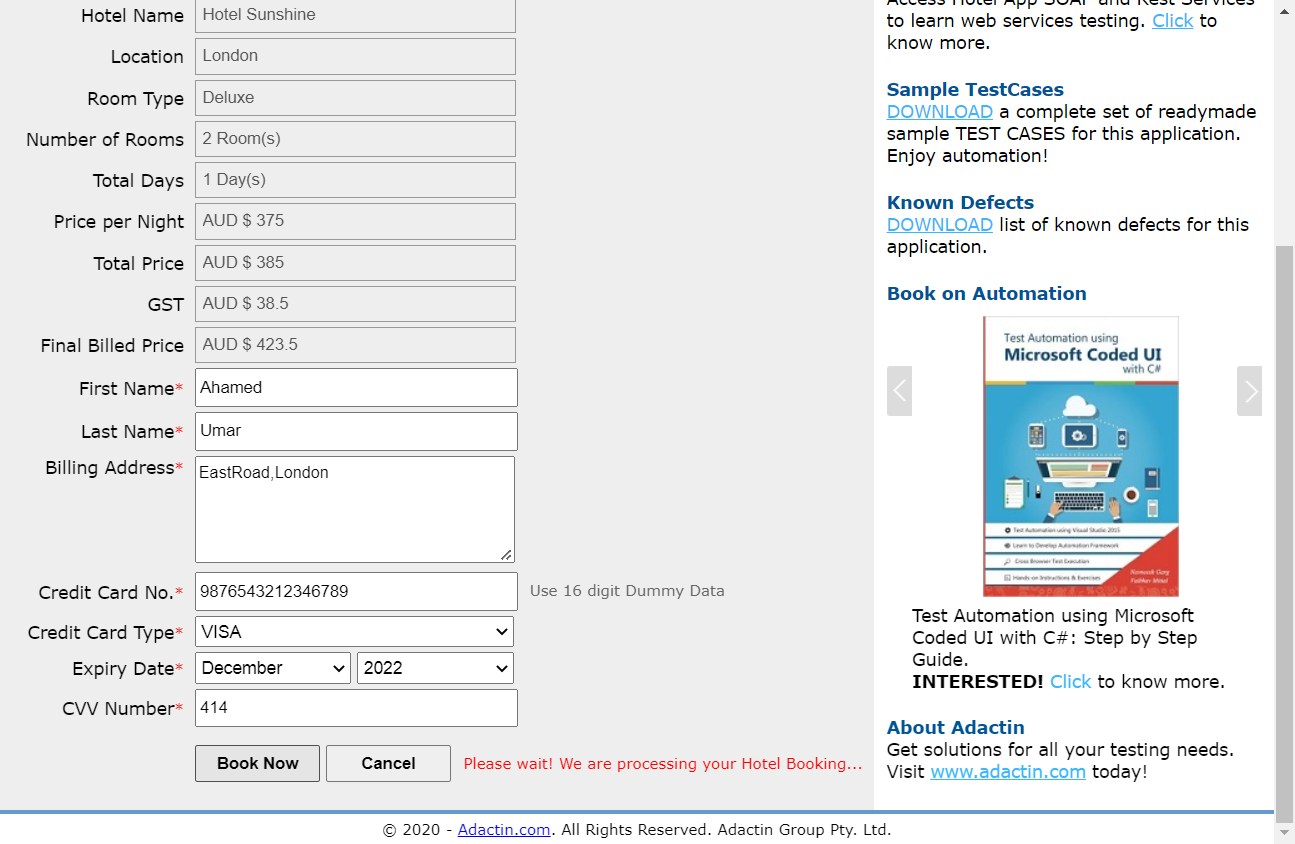 Hotel Name Hotel Sunshine
Location London
Room Type Deluxe
Number of Rooms 2 Room(s)
Total Days 1 Day(s)
Price per Night AUD $ 375
Total Price AUD $ 385
GST AUD $ 38.5
Final Billed Price AUD $ 423.5
First Name* Ahamed
Last Name* Umar
Billing Address* EastRoad,London
Credit Card No.* 9876543212346789 Use 16 digit Dummy Data
Credit Card Type* VISA
Expiry Date* December 2022
CVV Number* 414
Book Now Cancel Please wait! We are processing your Hotel Booking...
Access Hotel App SOAP and Rest Services
to learn web services testing. Click to
know more.
Sample TestCases
DOWNLOAD a complete set of readymade
sample TEST CASES for this application.
Enjoy automation!
Known Defects
DOWNLOAD list of known defects for this
application.
Book on Automation
Test Automation using
Microsoft Coded UI
with C#
Test Automation using Visual Studio 2015
Learn to Develop Automation Framework
Cross Browser Test Execution
Hands-on Instructions & Exercises
Navneesh Garg
Vaibhav Mittal
Test Automation using Microsoft
Coded UI with C#: Step by Step
Guide.
INTERESTED! Click to know more.
About Adactin
Get solutions for all your testing needs.
Visit www.adactin.com today!
© 2020 - Adactin.com. All Rights Reserved. Adactin Group Pty. Ltd.